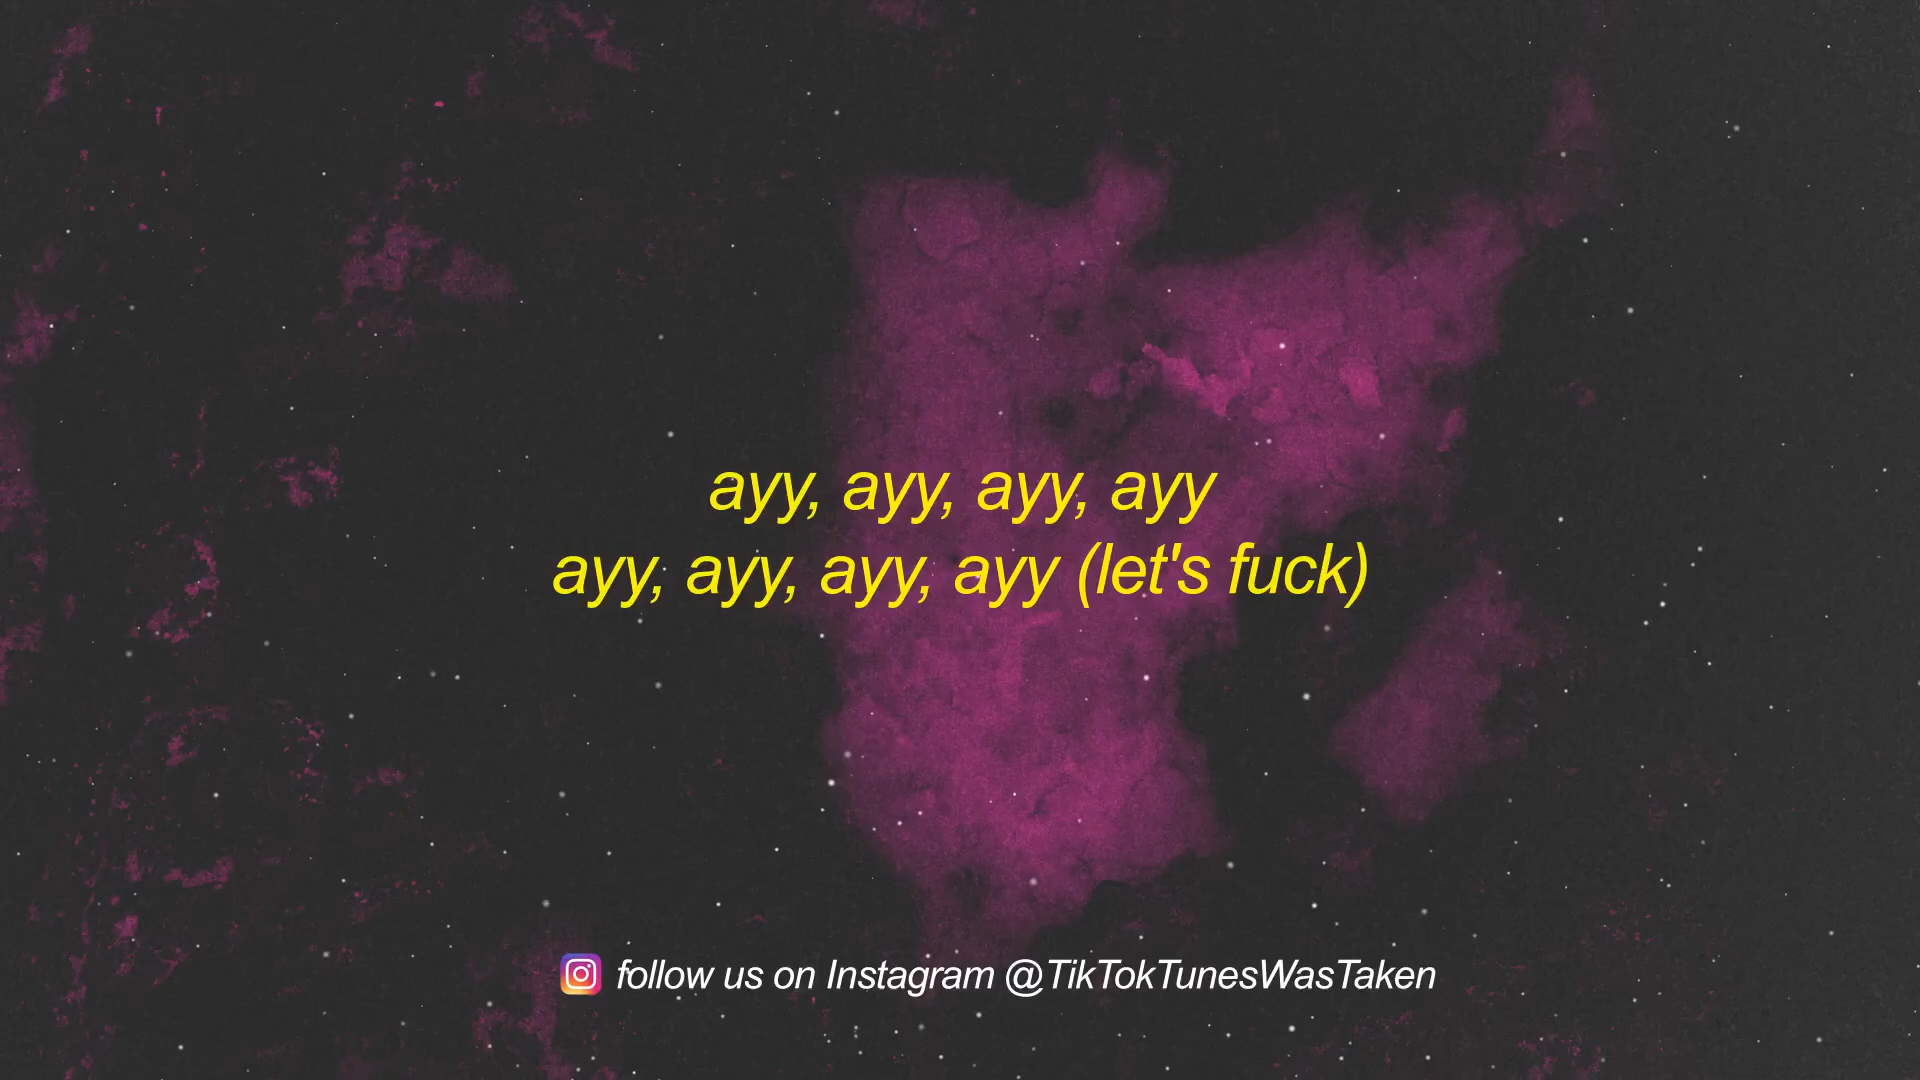 ayy, ayy, ayy, ayy
ayy, ayy, ayy, ayy (let's fuck)
follow us on Instagram @TikTokTunesWasTaken